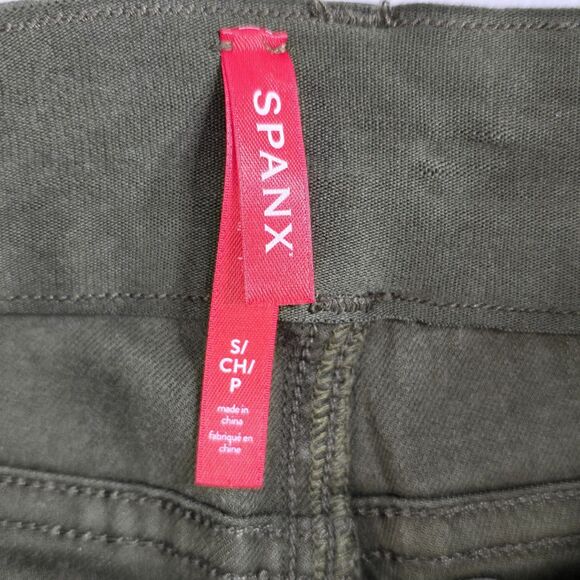 SPANX
S/
CH/
P
made in
china
fabriqué en
chine